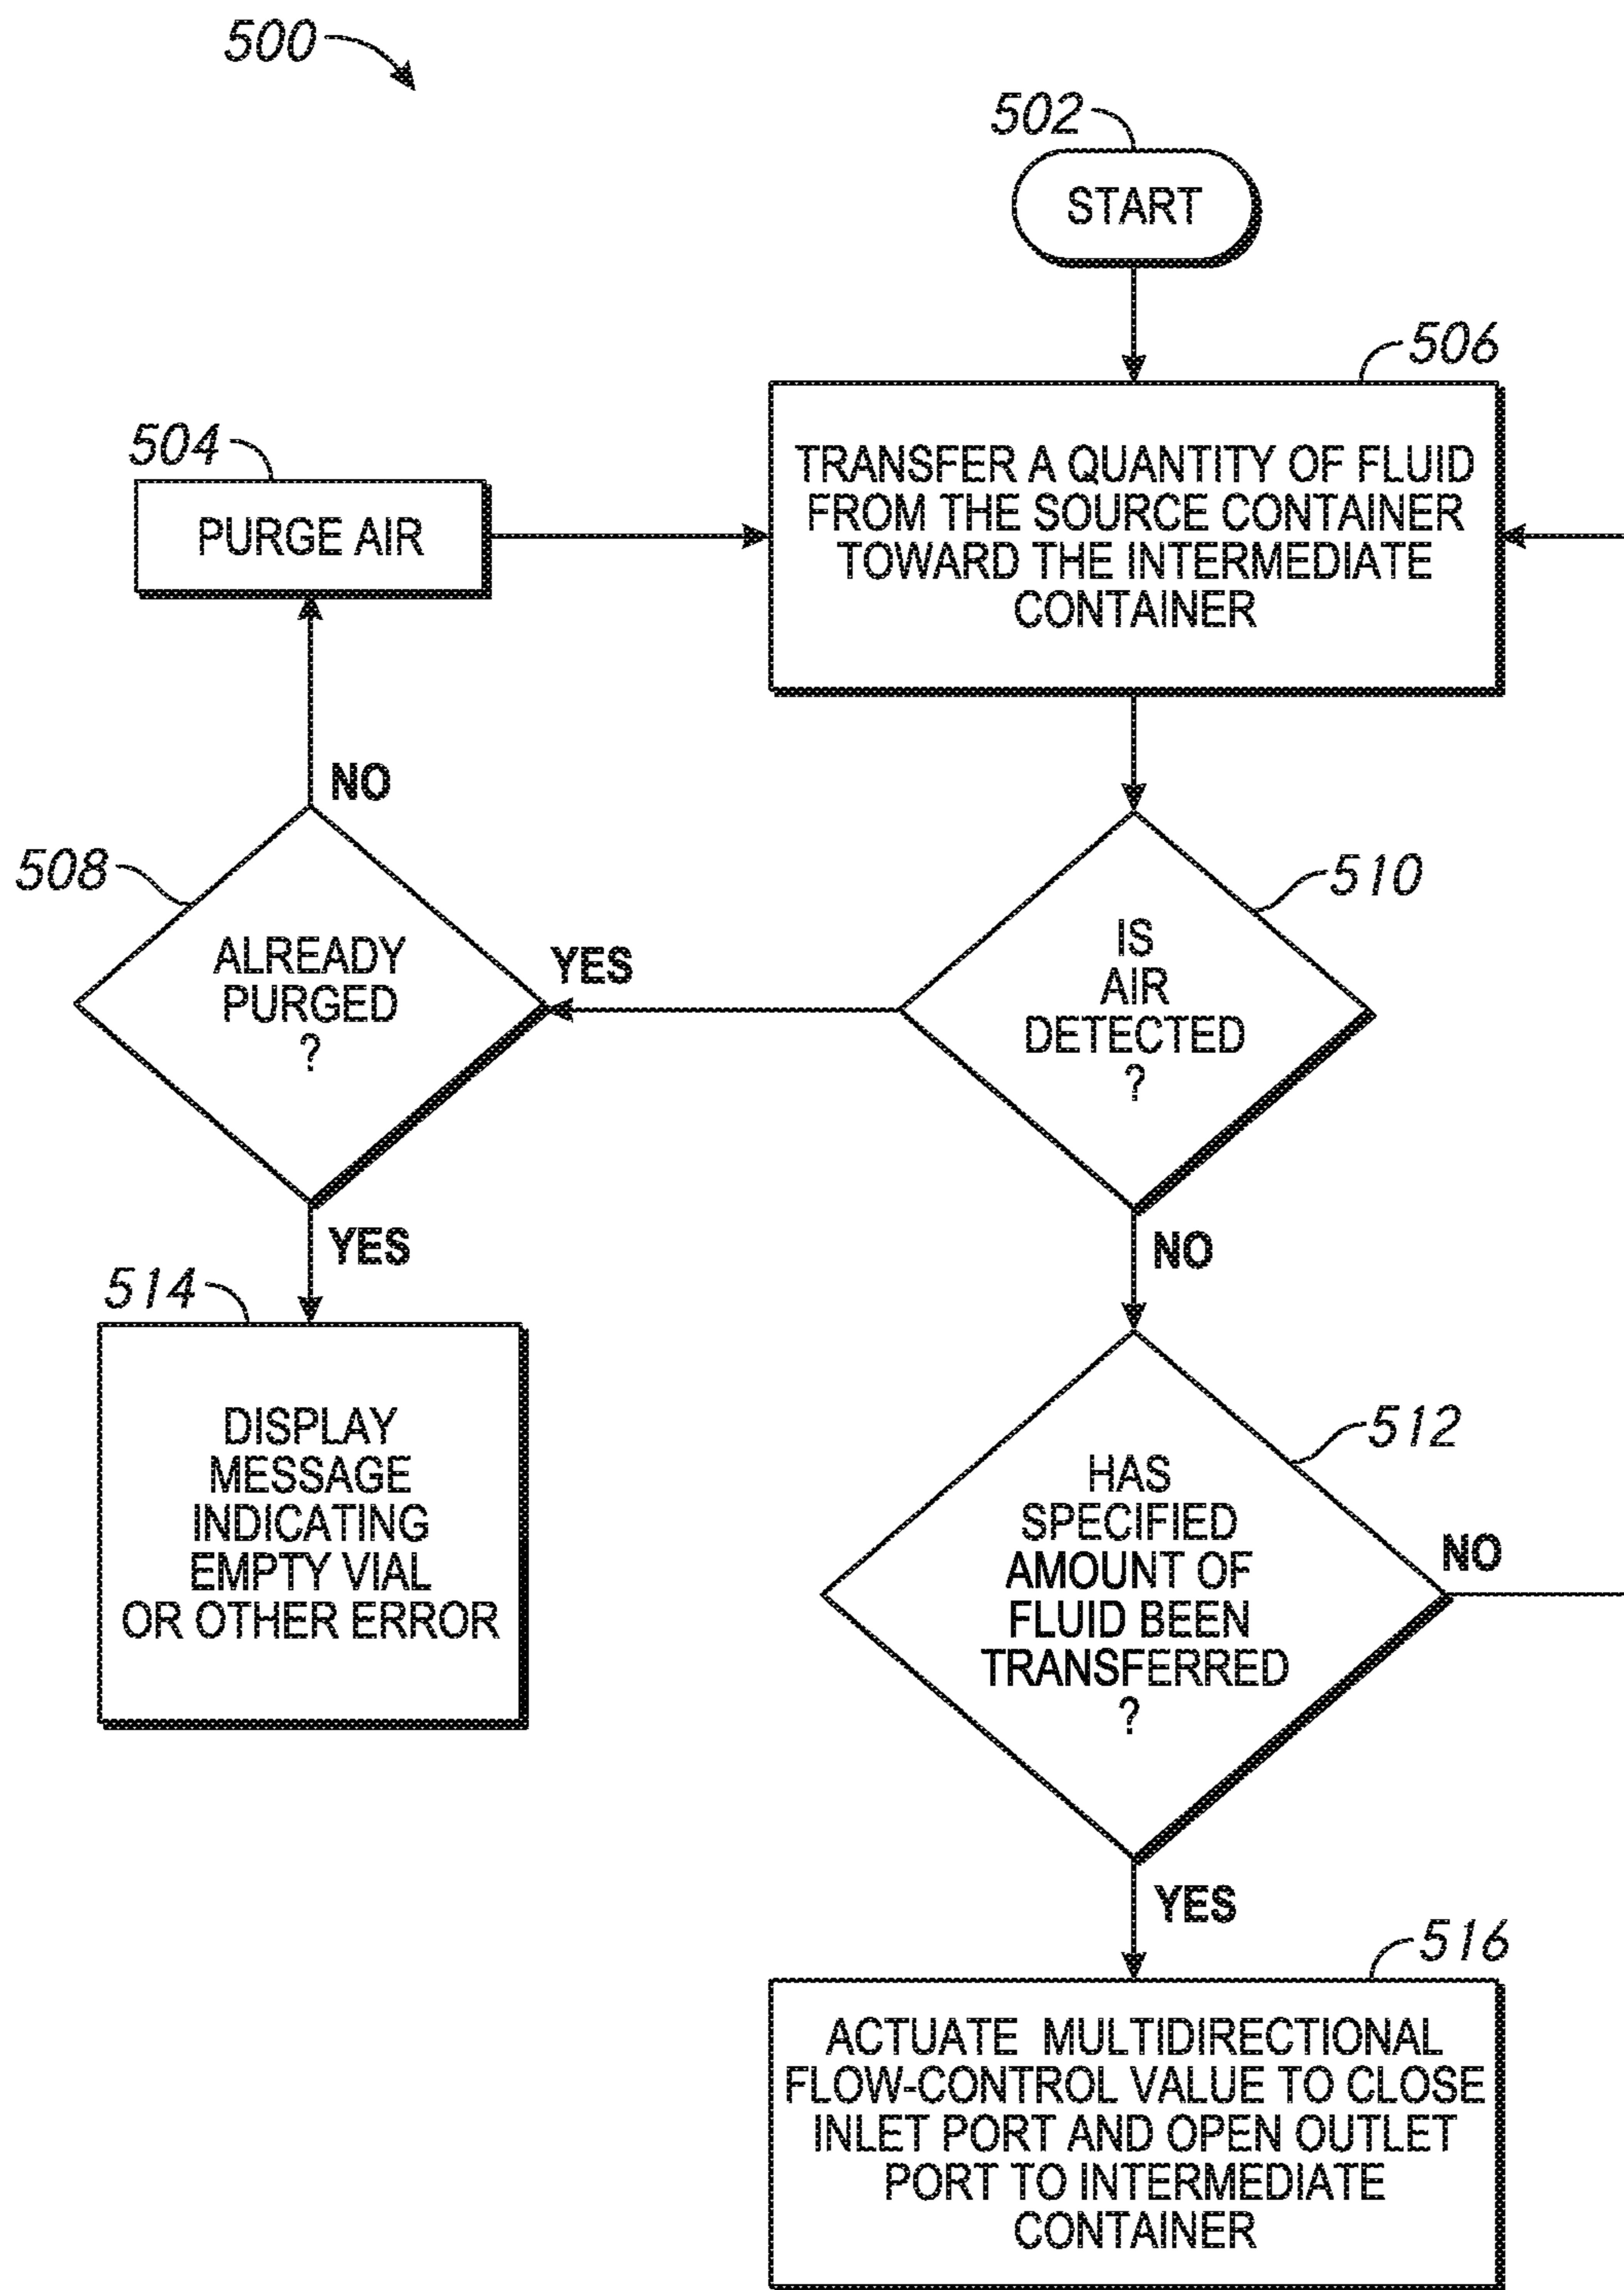 500
502
START
506
TRANSFER A QUANTITY OF FLUID
FROM THE SOURCE CONTAINER
TOWARD THE INTERMEDIATE
CONTAINER
504
PURGE AIR
NO
508
ALREADY
PURGED
?
YES
510
IS
AIR
DETECTED
?
YES
NO
514
DISPLAY
MESSAGE
INDICATING
EMPTY VIAL
OR OTHER ERROR
512
HAS
SPECIFIED
AMOUNT OF
FLUID BEEN
TRANSFERRED
?
NO
YES
516
ACTUATE MULTIDIRECTIONAL
FLOW-CONTROL VALUE TO CLOSE
INLET PORT AND OPEN OUTLET
PORT TO INTERMEDIATE
CONTAINER